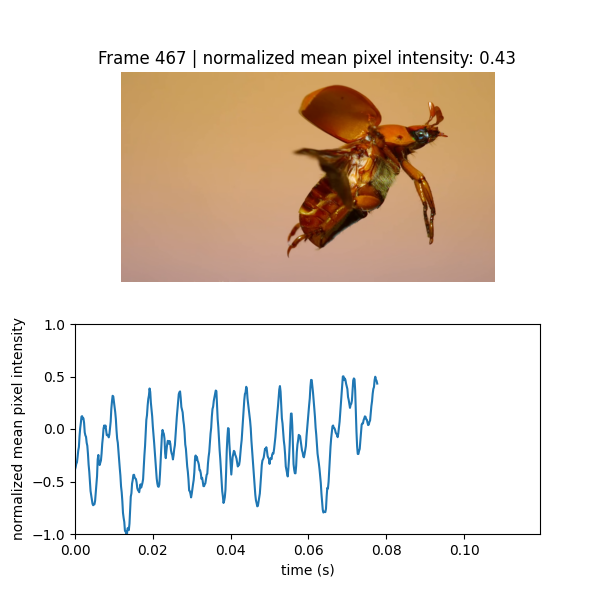 Frame 467 | normalized mean pixel intensity: 0.43
normalized mean pixel intensity
1.0
0.5
0.0
−0.5
−1.0
0.00 0.02 0.04 0.06 0.08 0.10
time (s)